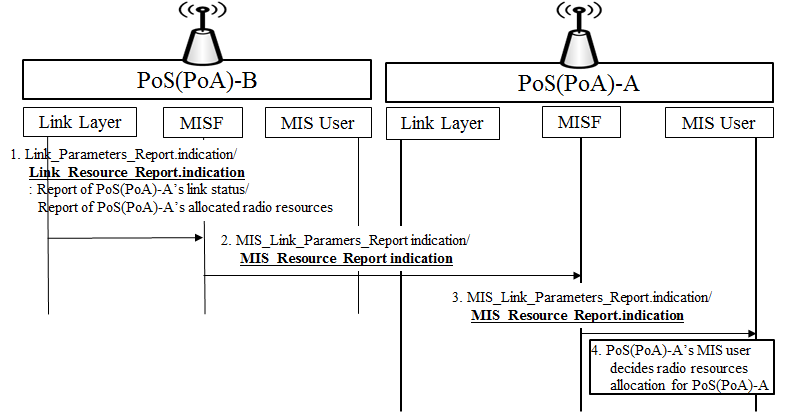 PoS(PoA)-B
PoS(PoA)-A
Link Layer
MISF
MIS User
Link Layer
MISF
MIS User
1. Link_Parameters_Report.indication/
Link_Resource_Report.indication
: Report of PoS(PoA)-A's link status/
Report of PoS(PoA)-A's allocated radio resources
2. MIS_Link_Paramers_Report indication/
MIS_Resource_Report indication
3. MIS_Link_Parameters_Report.indication/
MIS_Resource_Report.indication
4. PoS(PoA)-A's MIS user
decides radio resources
allocation for PoS(PoA)-A